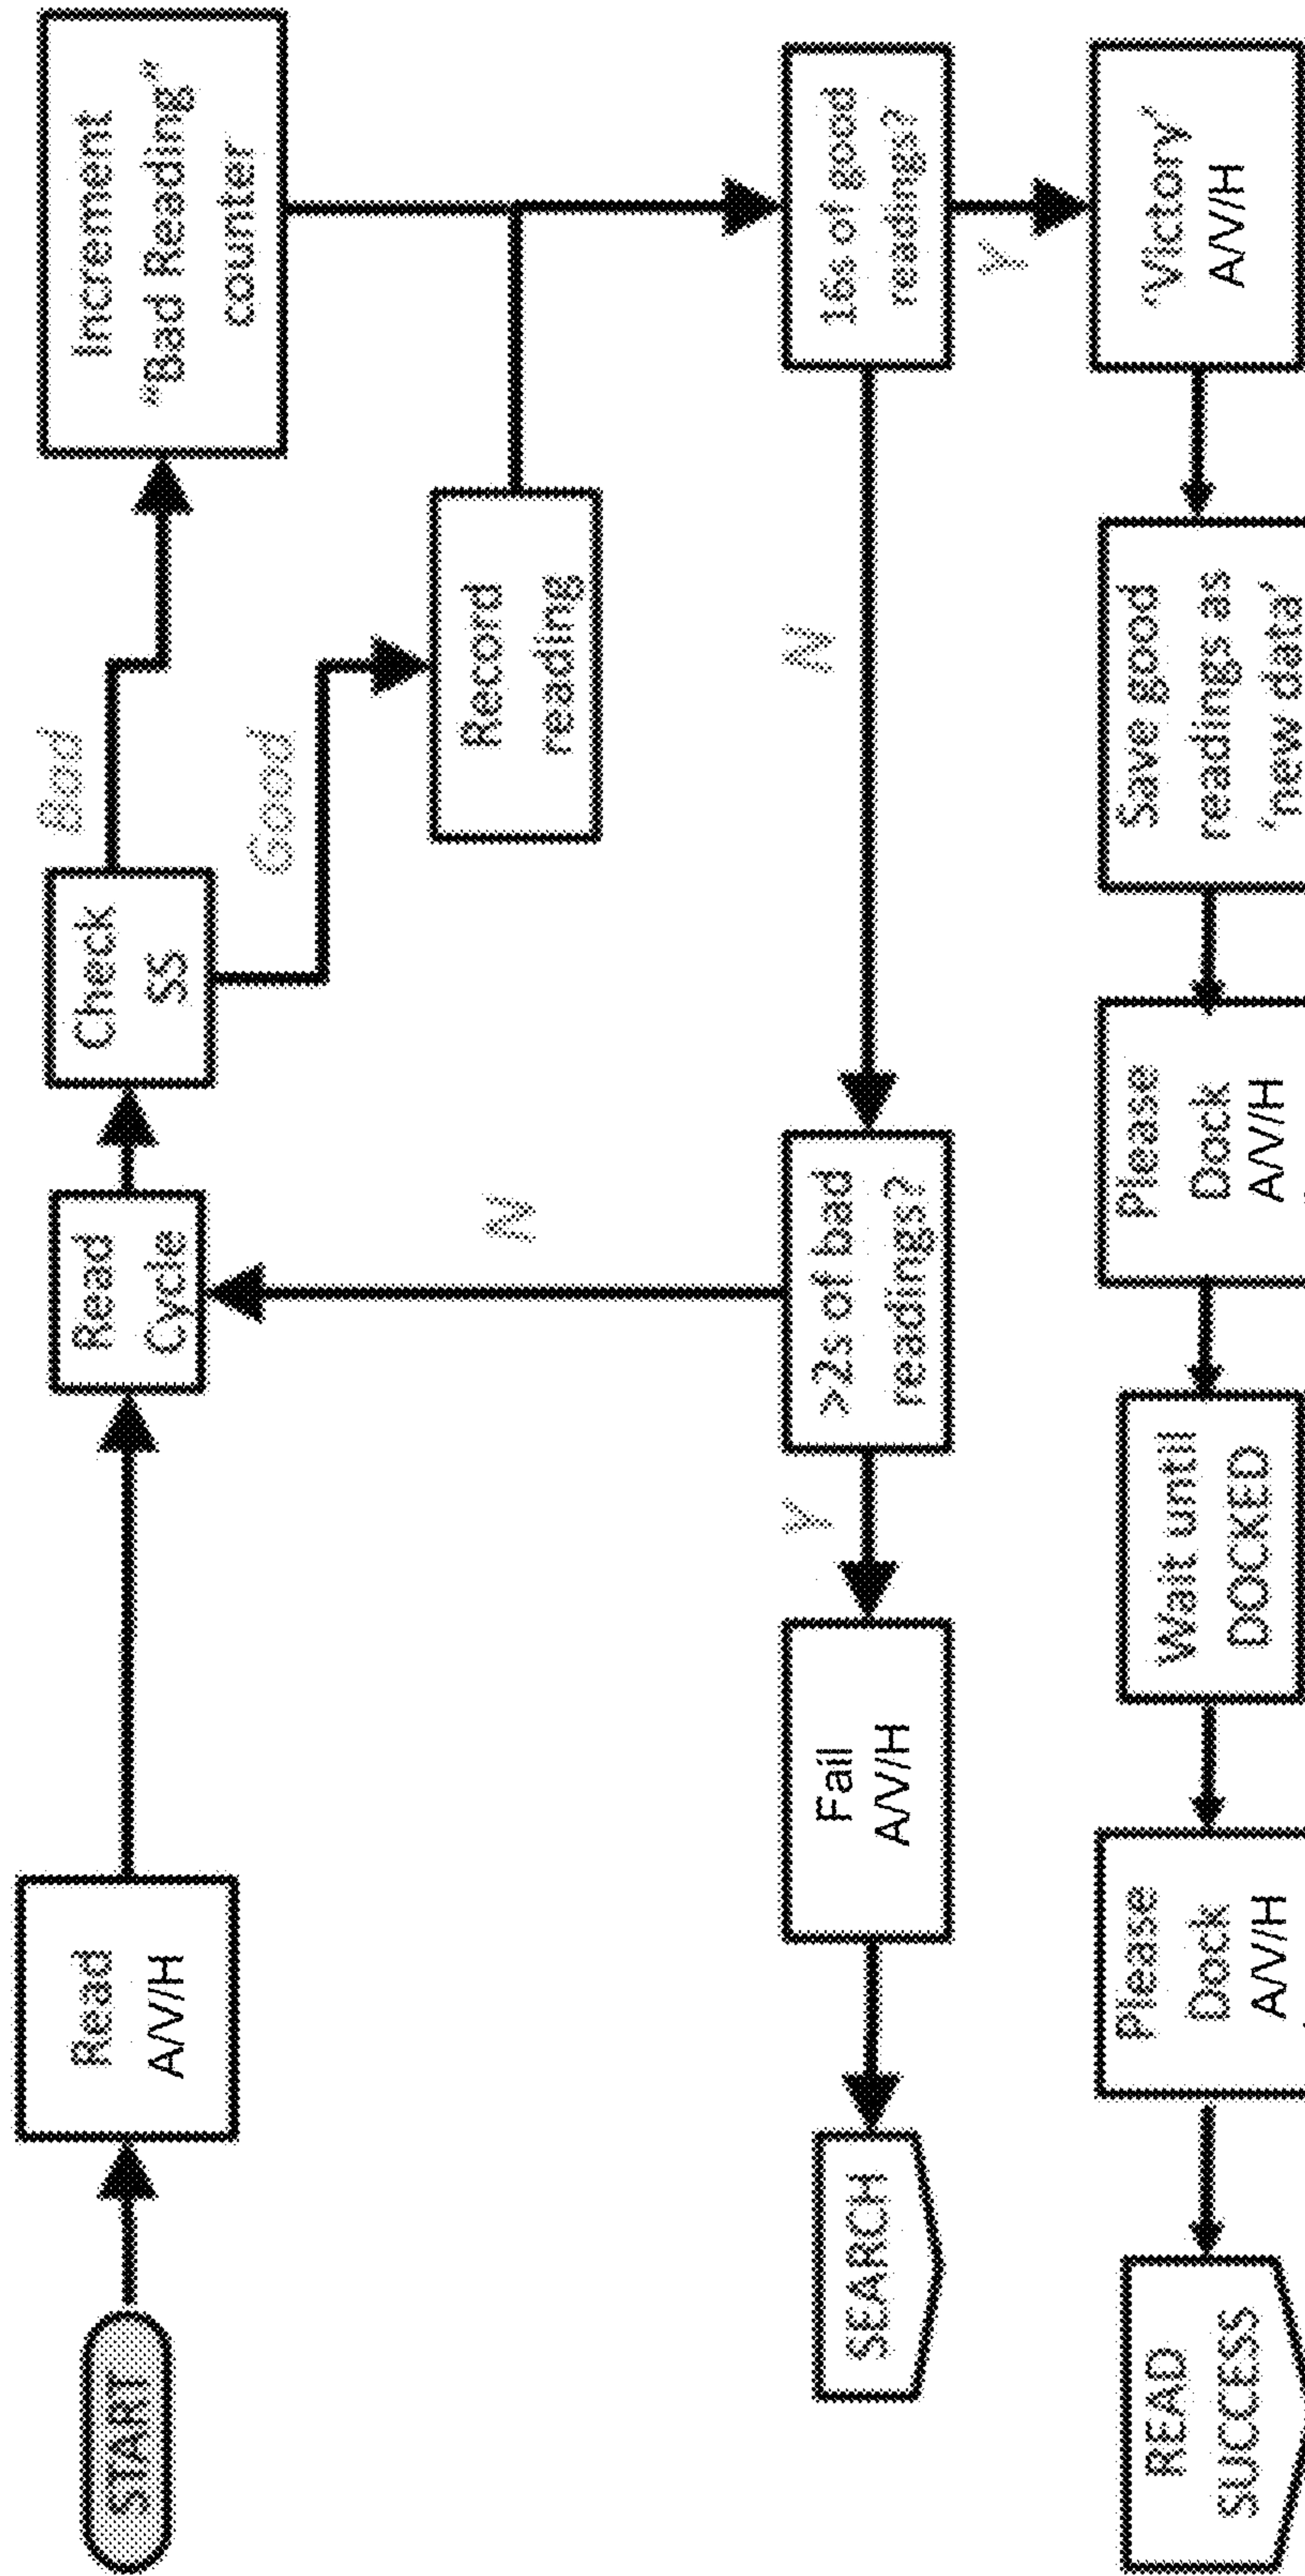 START
Read
A/V/H
Read
Cycle
Check
SS
Bad
Good
Increment
“Bad Reading”
counter
Record
reading
N
N
16s of good
readings?
Y
>2s of bad
readings?
Y
Fail
A/V/H
SEARCH
‘Victory’
A/V/H
Save good
readings as
‘new data’
Please
Dock
A/V/H
Wait until
DOCKED
Please
Dock
A/V/H
READ
SUCCESS